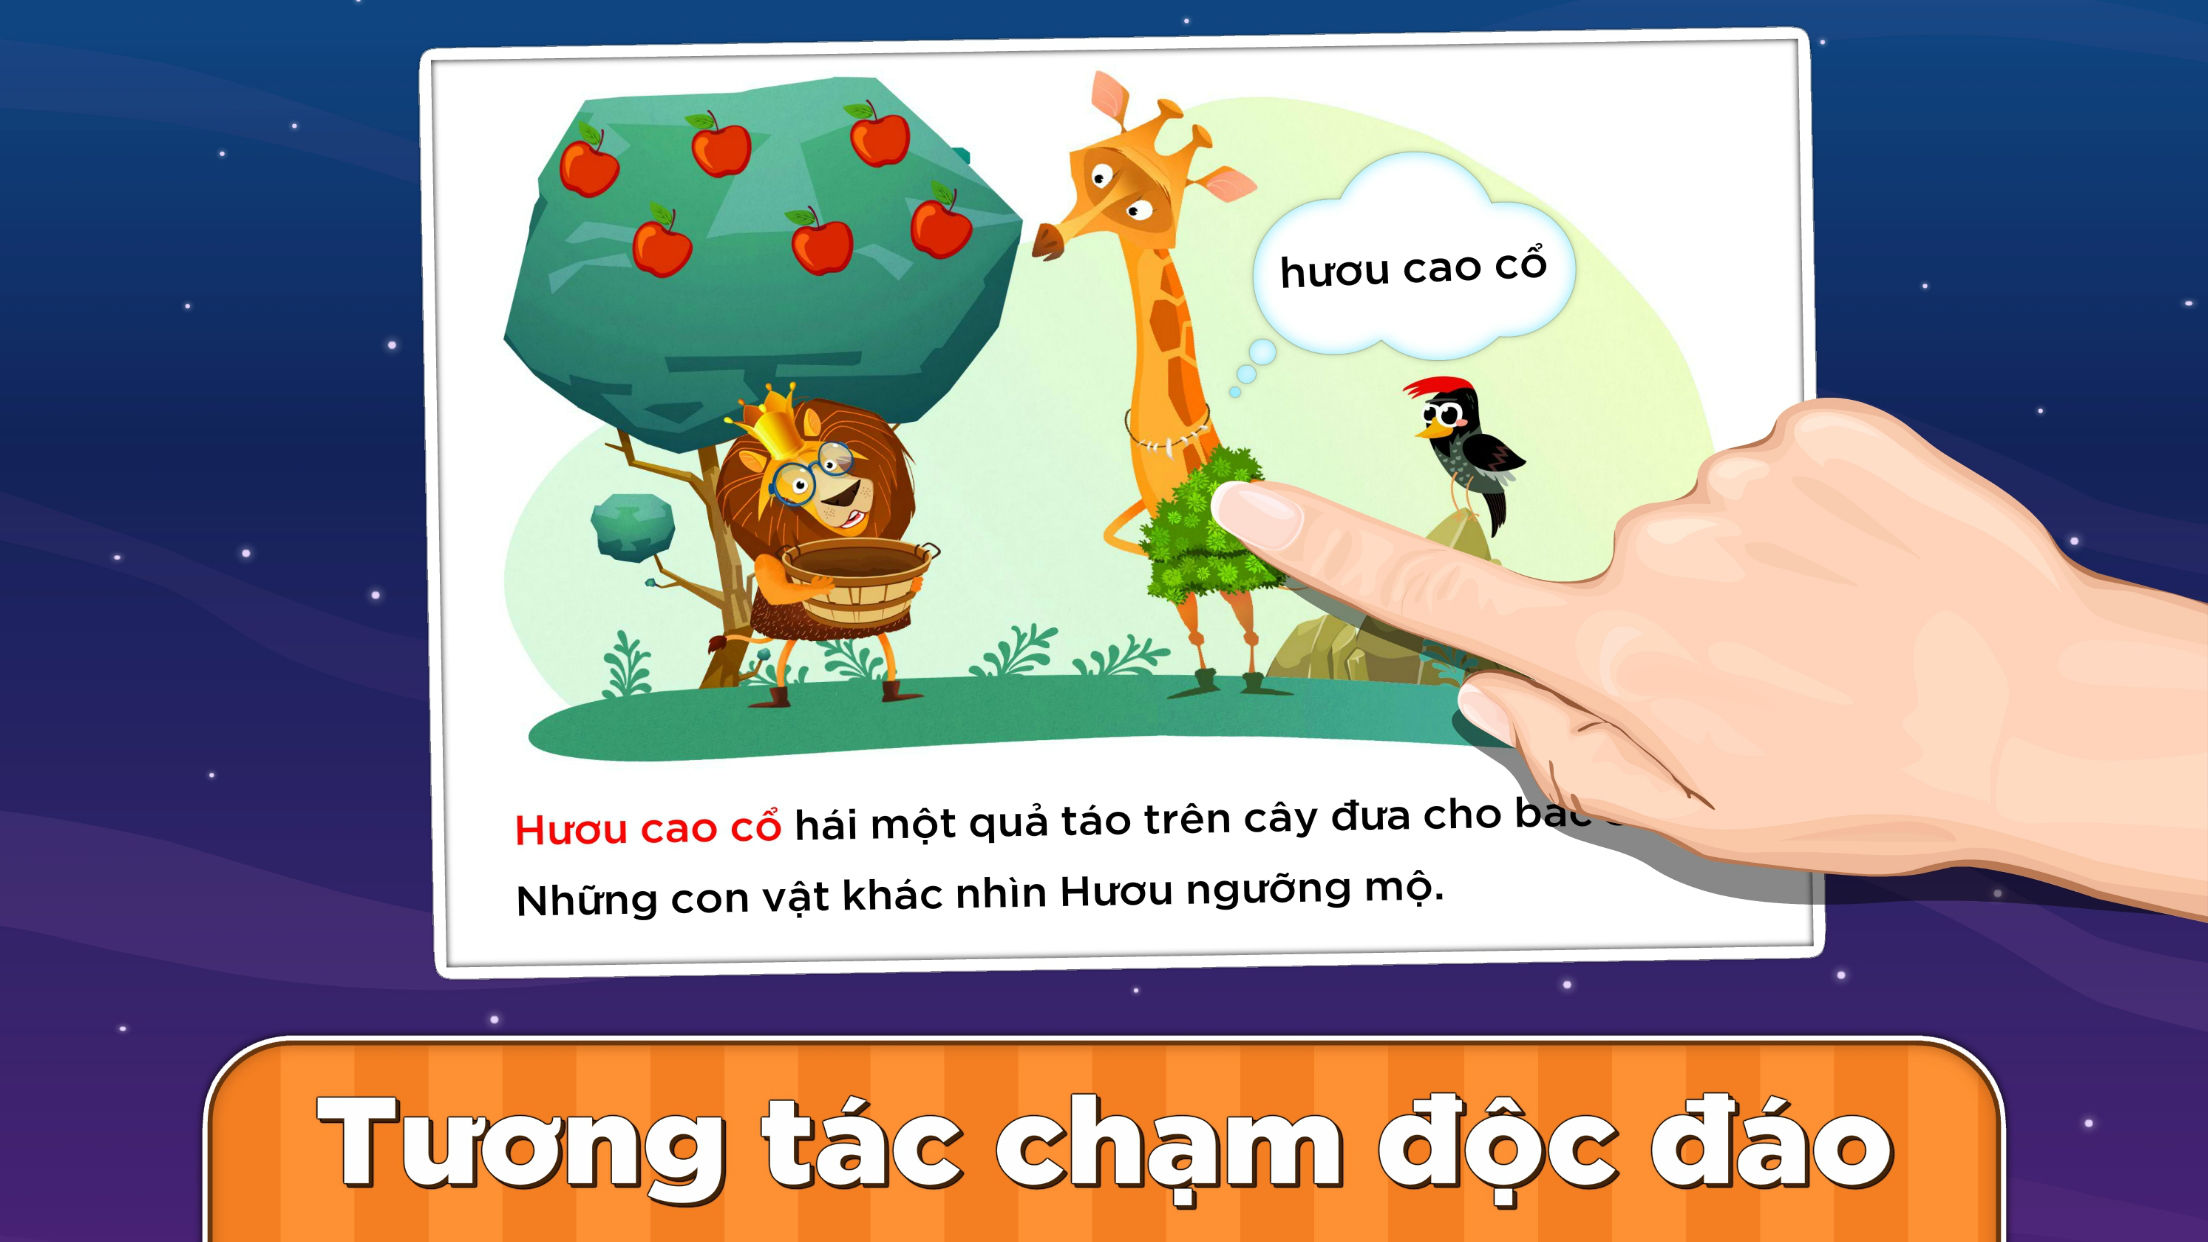 hươu cao cổ
Hươu cao cổ hái một quả táo trên cây đưa cho
Những con vật khác nhìn Hươu ngưỡng mộ.
Tương tác chạm độc đáo